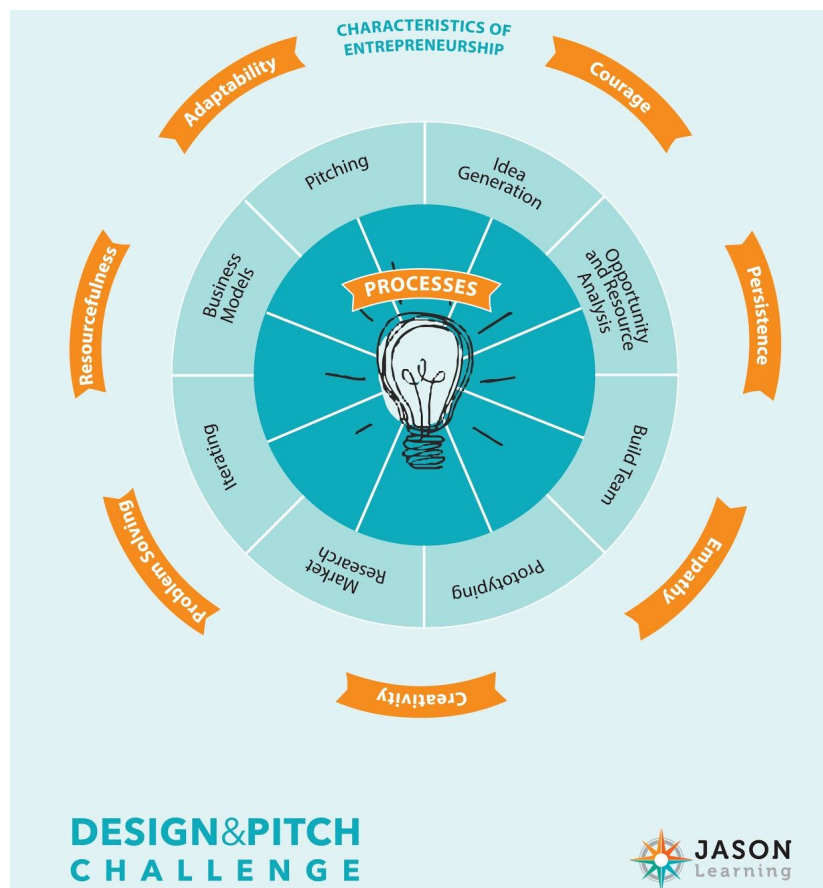 CHARACTERISTICS OF
ENTREPRENEURSHIP
Courage
Persistence
Empathy
Creativity
Problem Solving
Resourcefulness
Adaptability
PROCESSES
Idea
Generation
Opportunity
and Resource
Analysis
Build Team
Prototyping
Market
Research
Iterating
Business
Models
Pitching
DESIGN&PITCH
CHALLENGE
JASON
Learning